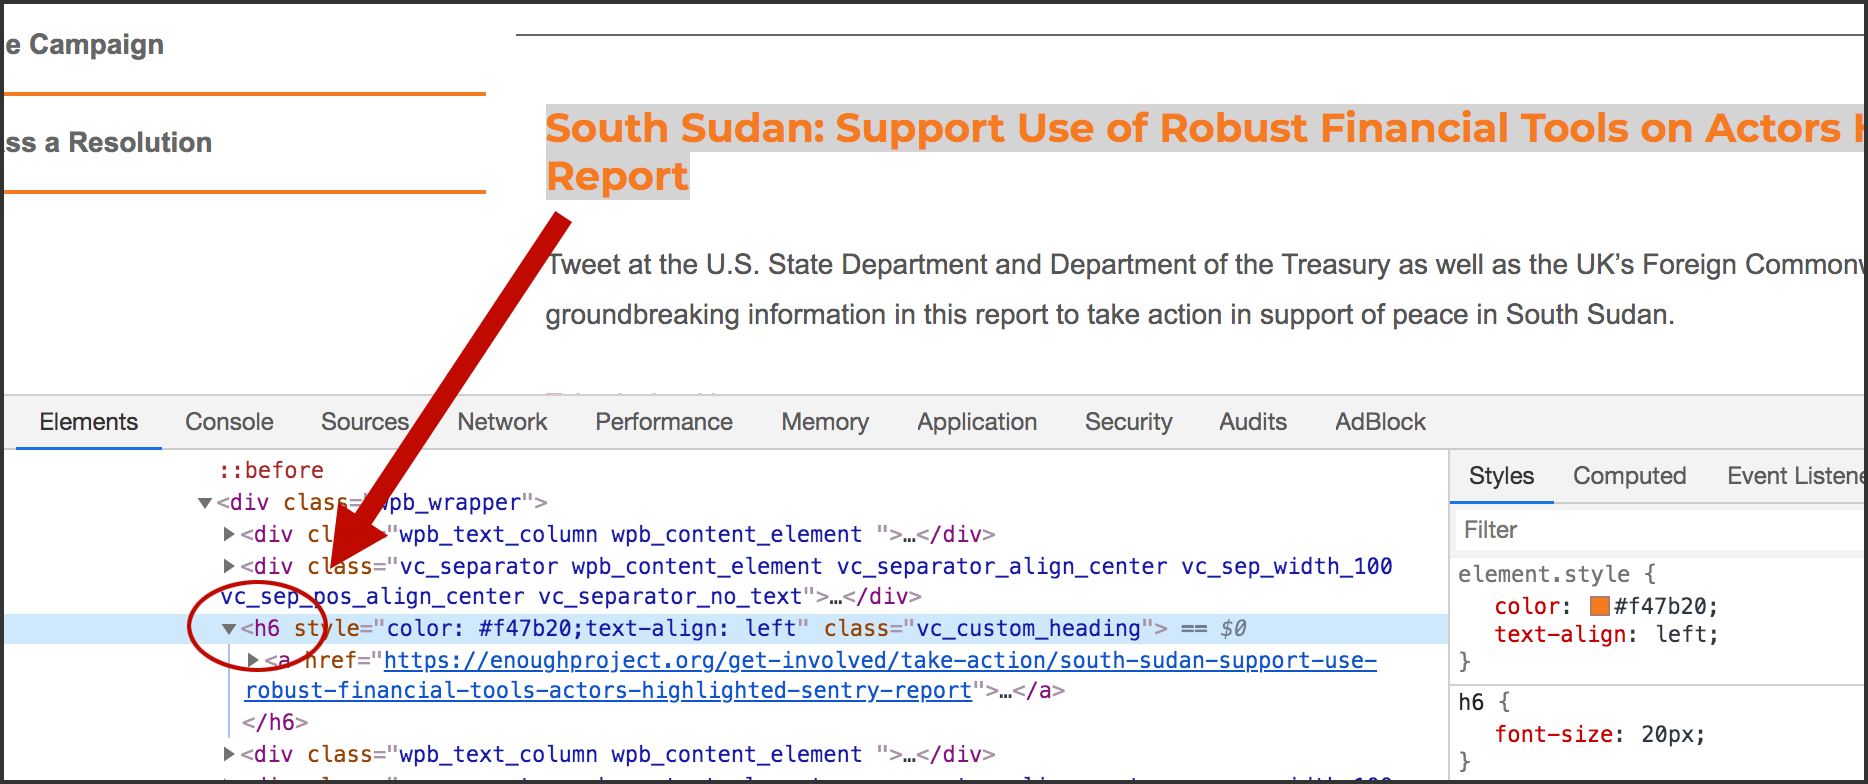 e Campaign
ss a Resolution
South Sudan: Support Use of Robust Financial Tools on Actors
Report
Tweet at the U.S. State Department and Department of the Treasury as well as the UK’s Foreign Commonw
groundbreaking information in this report to take action in support of peace in South Sudan.
Elements Console Sources Network Performance Memory Application Security Audits AdBlock
::before
<div class="wpb_wrapper">
<div class="wpb_text_column wpb_content_element ">…</div>
<div class="vc_separator wpb_content_element vc_separator_align_center vc_sep_width_100
vc_sep_pos_align_center vc_separator_no_text">…</div>
<h6 style="color: #f47b20;text-align: left" class="vc_custom_heading"> == $0
<a href="https://enoughproject.org/get-involved/take-action/south-sudan-support-use-
robust-financial-tools-actors-highlighted-sentry-report">…</a>
</h6>
<div class="wpb_text_column wpb_content_element ">…</div>
Styles Computed Event Listene
Filter
element.style {
color: #f47b20;
text-align: left;
}
h6 {
font-size: 20px;
}